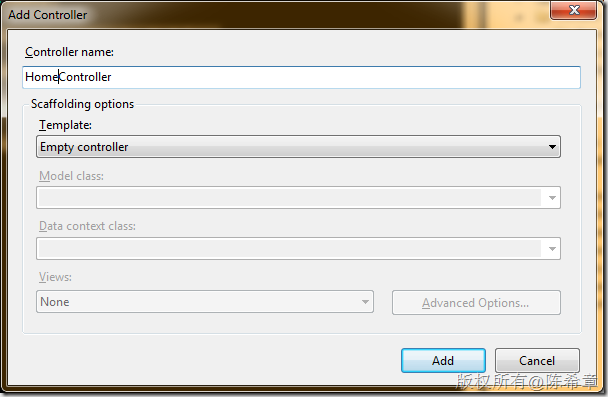 Add Controller
Controller name:
HomeController
Scaffolding options
Template:
Empty controller
Model class:
Data context class:
Views:
None
Advanced Options...
Add
Cancel
版权所有@陈希章